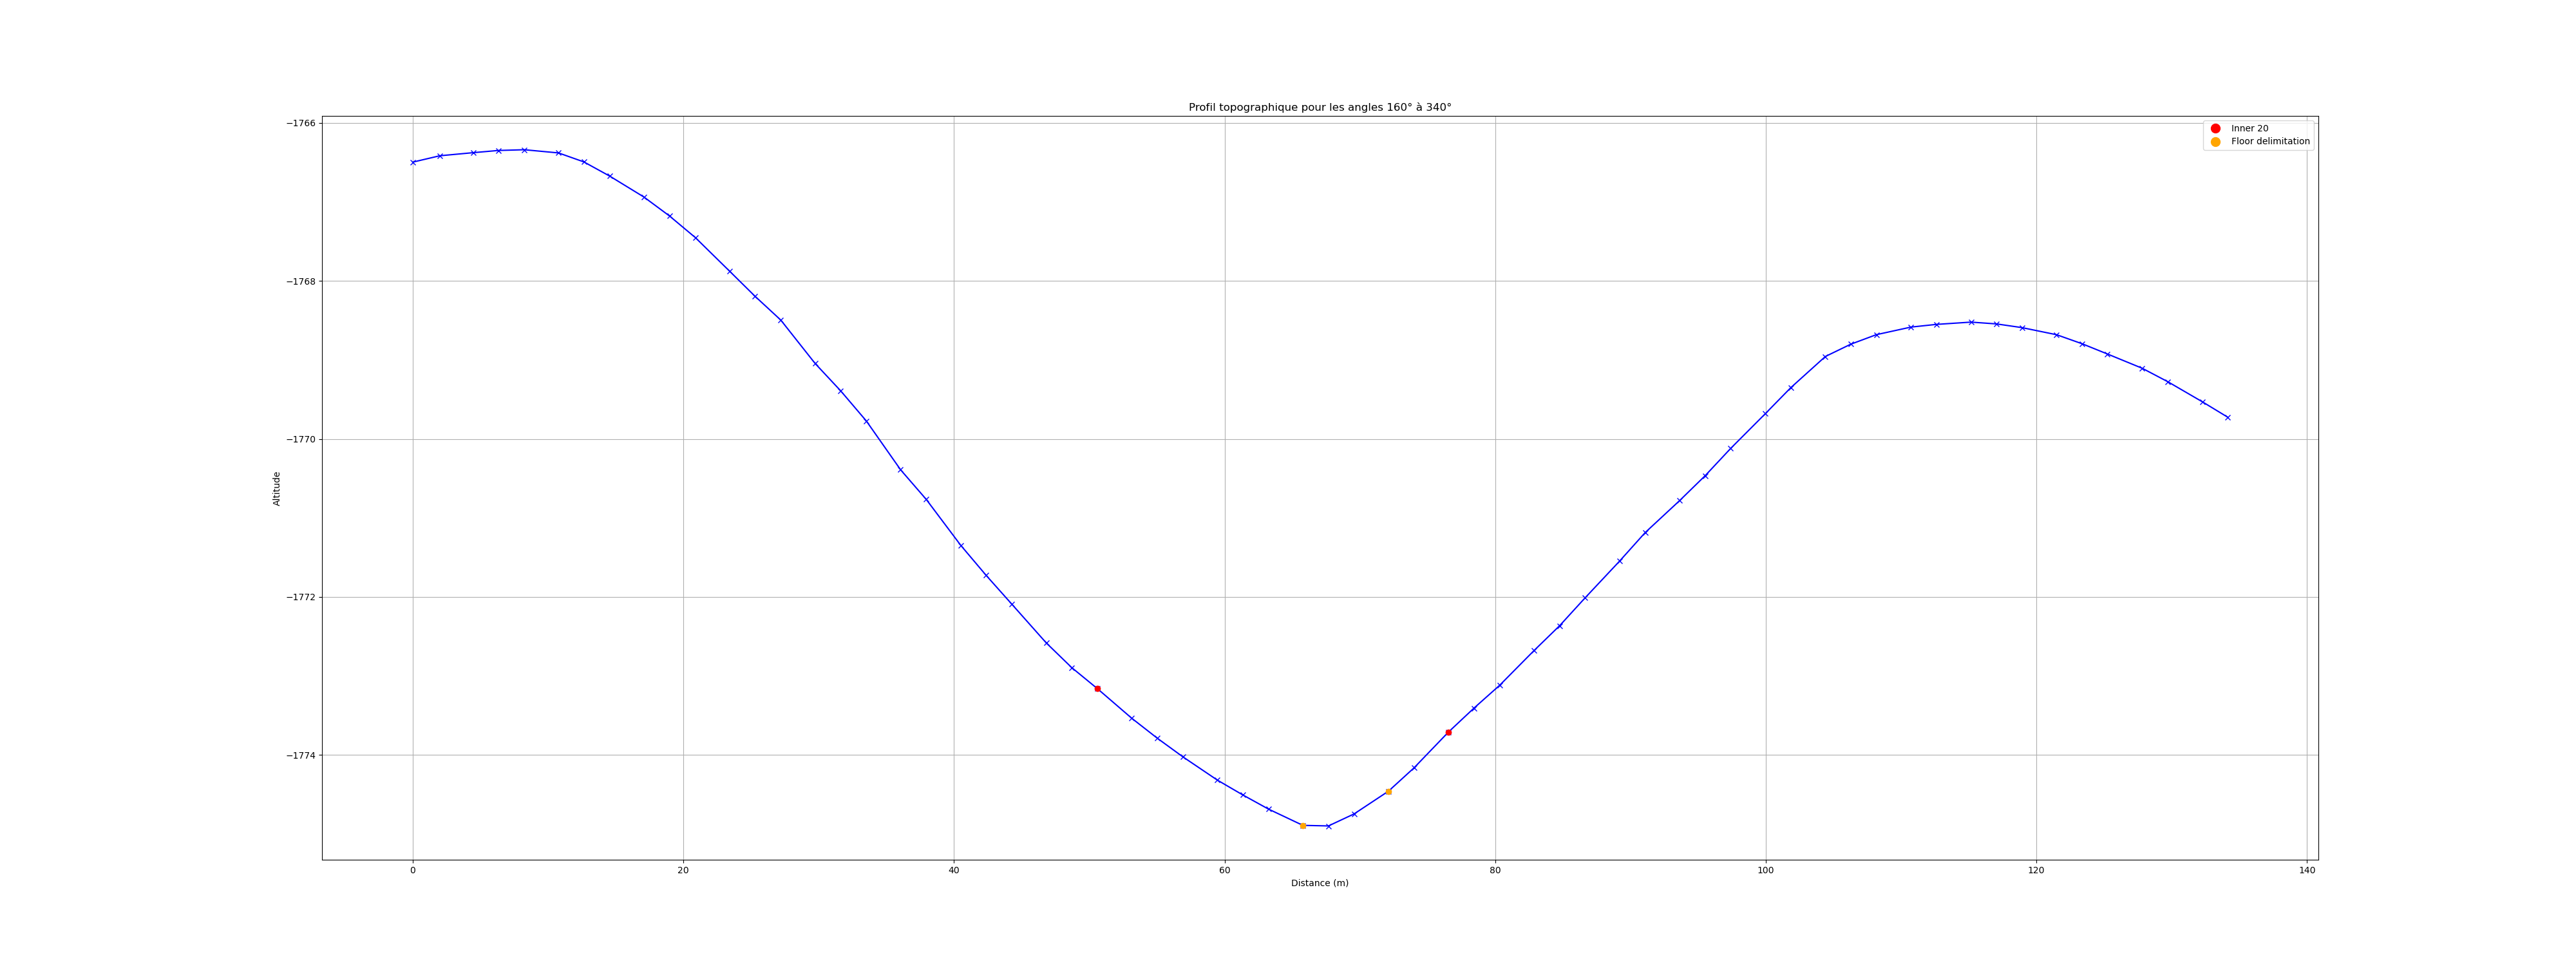 Profil topographique pour les angles 160° à 340°
Inner 20
Floor delimitation
−1766
−1768
−1770
−1772
−1774
Altitude
0 20 40 60 80 100 120 140
Distance (m)